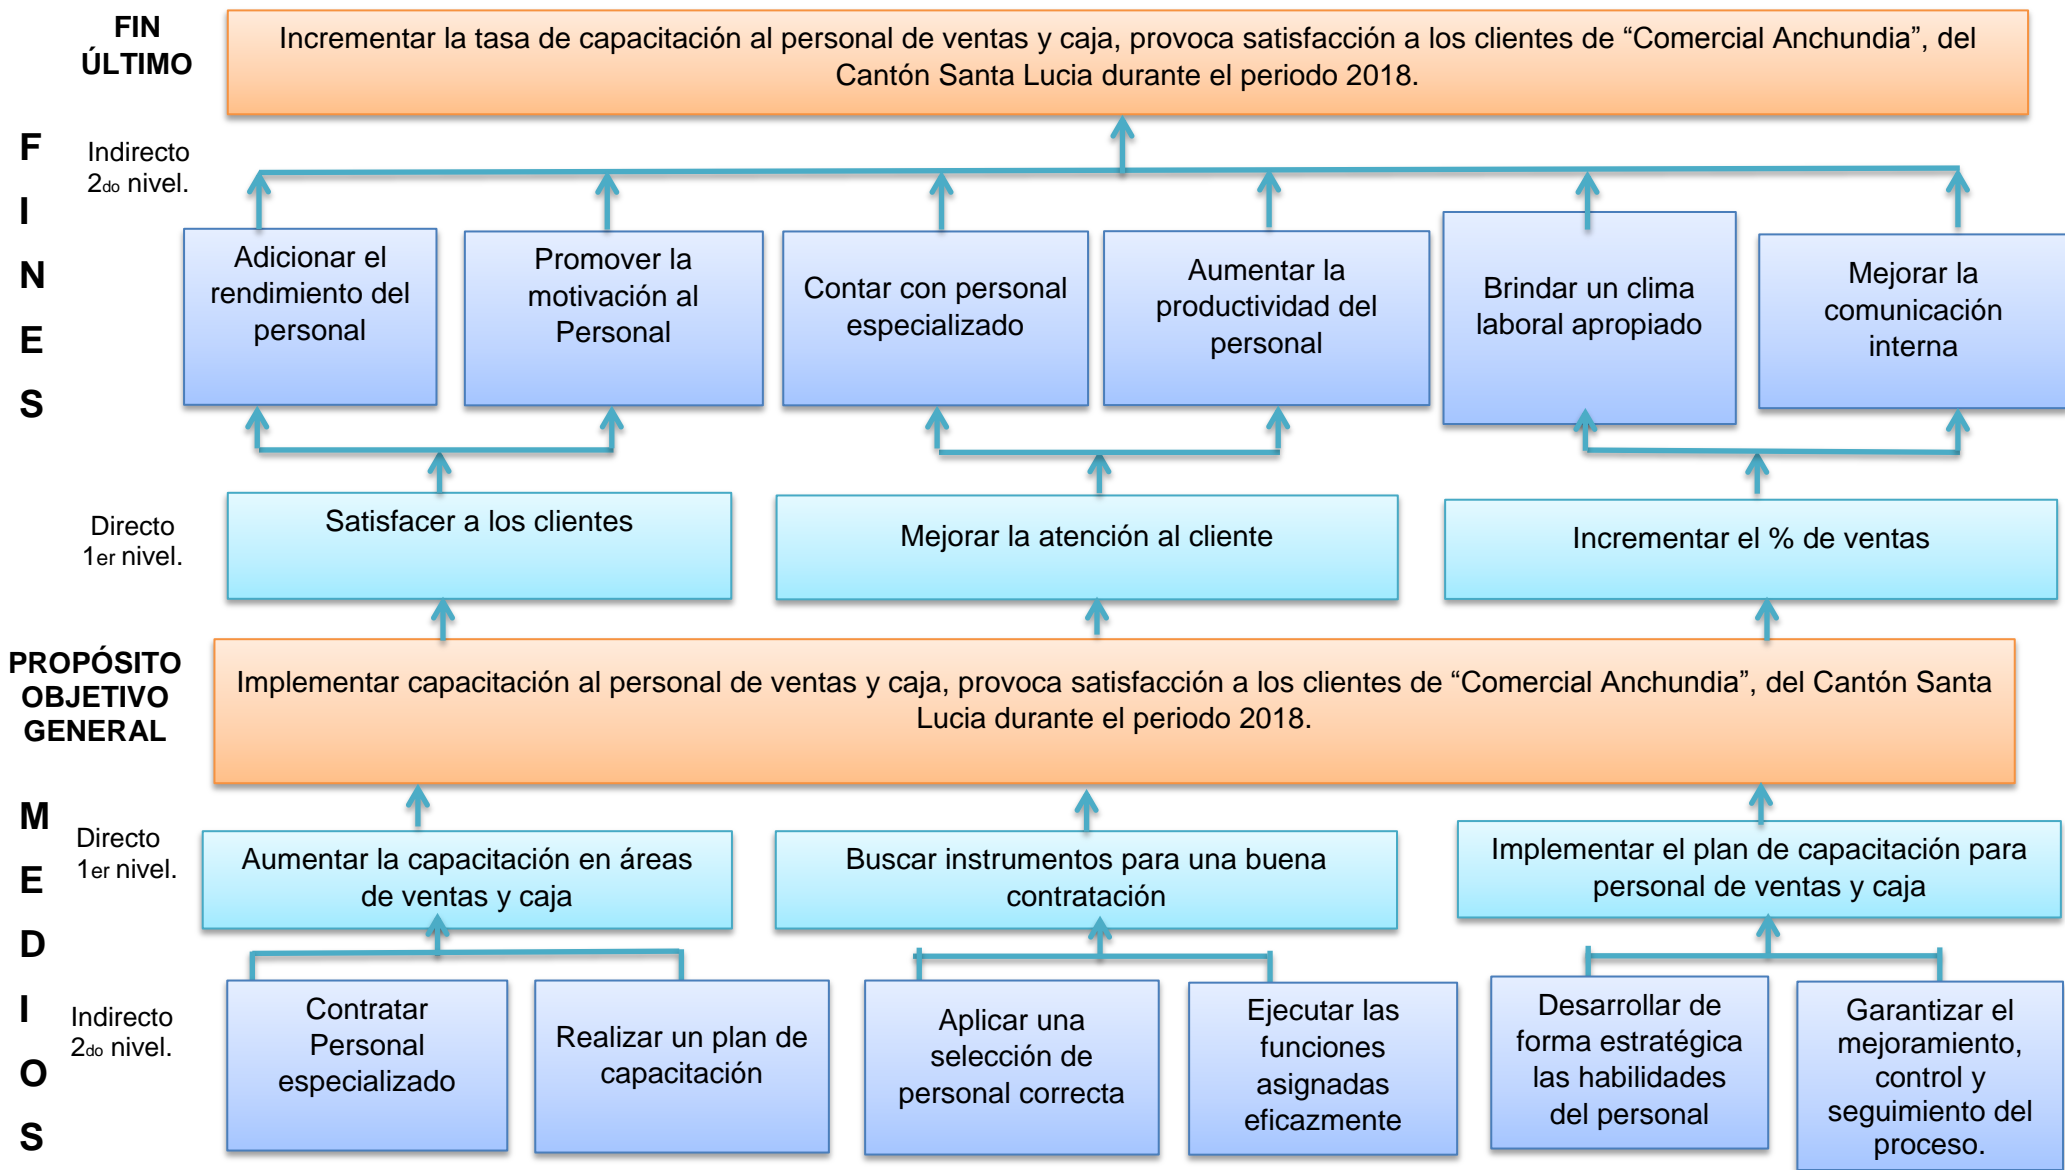 FIN
ÚLTIMO
Incrementar la tasa de capacitación al personal de ventas y caja, provoca satisfacción a los clientes de “Comercial Anchundia”, del
Cantón Santa Lucia durante el periodo 2018.
F
I
N
E
S
Indirecto
2do nivel.
Adicionar el
rendimiento del
personal
Promover la
motivación al
Personal
Contar con personal
especializado
Aumentar la
productividad del
personal
Brindar un clima
laboral apropiado
Mejorar la
comunicación
interna
Directo
1er nivel.
Satisfacer a los clientes
Mejorar la atención al cliente
Incrementar el % de ventas
PROPÓSITO
OBJETIVO
GENERAL
Implementar capacitación al personal de ventas y caja, provoca satisfacción a los clientes de “Comercial Anchundia”, del Cantón Santa
Lucia durante el periodo 2018.
M
E
D
I
O
S
Directo
1er nivel.
Aumentar la capacitación en áreas
de ventas y caja
Buscar instrumentos para una buena
contratación
Implementar el plan de capacitación para
personal de ventas y caja
Indirecto
2do nivel.
Contratar
Personal
especializado
Realizar un plan de
capacitación
Aplicar una
selección de
personal correcta
Ejecutar las
funciones
asignadas
eficazmente
Desarrollar de
forma estratégica
las habilidades
del personal
Garantizar el
mejoramiento,
control y
seguimiento del
proceso.